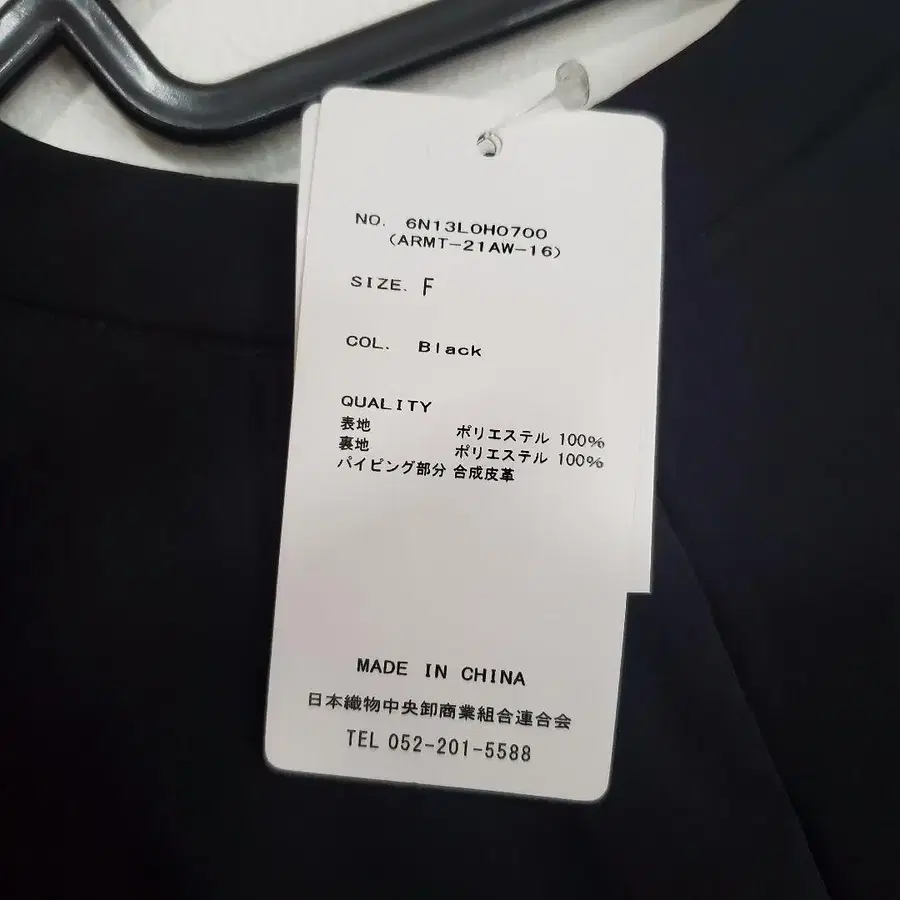 NO. 6N13L0H0700
(ARMT-21AW-16)
SIZE. F
COL. Black
QUALITY
表地 ポリエステル 100%
裏地 ポリエステル 100%
パイピング部分 合成皮革
MADE IN CHINA
日本織物中央卸商業組合連合会
TEL 052-201-5588